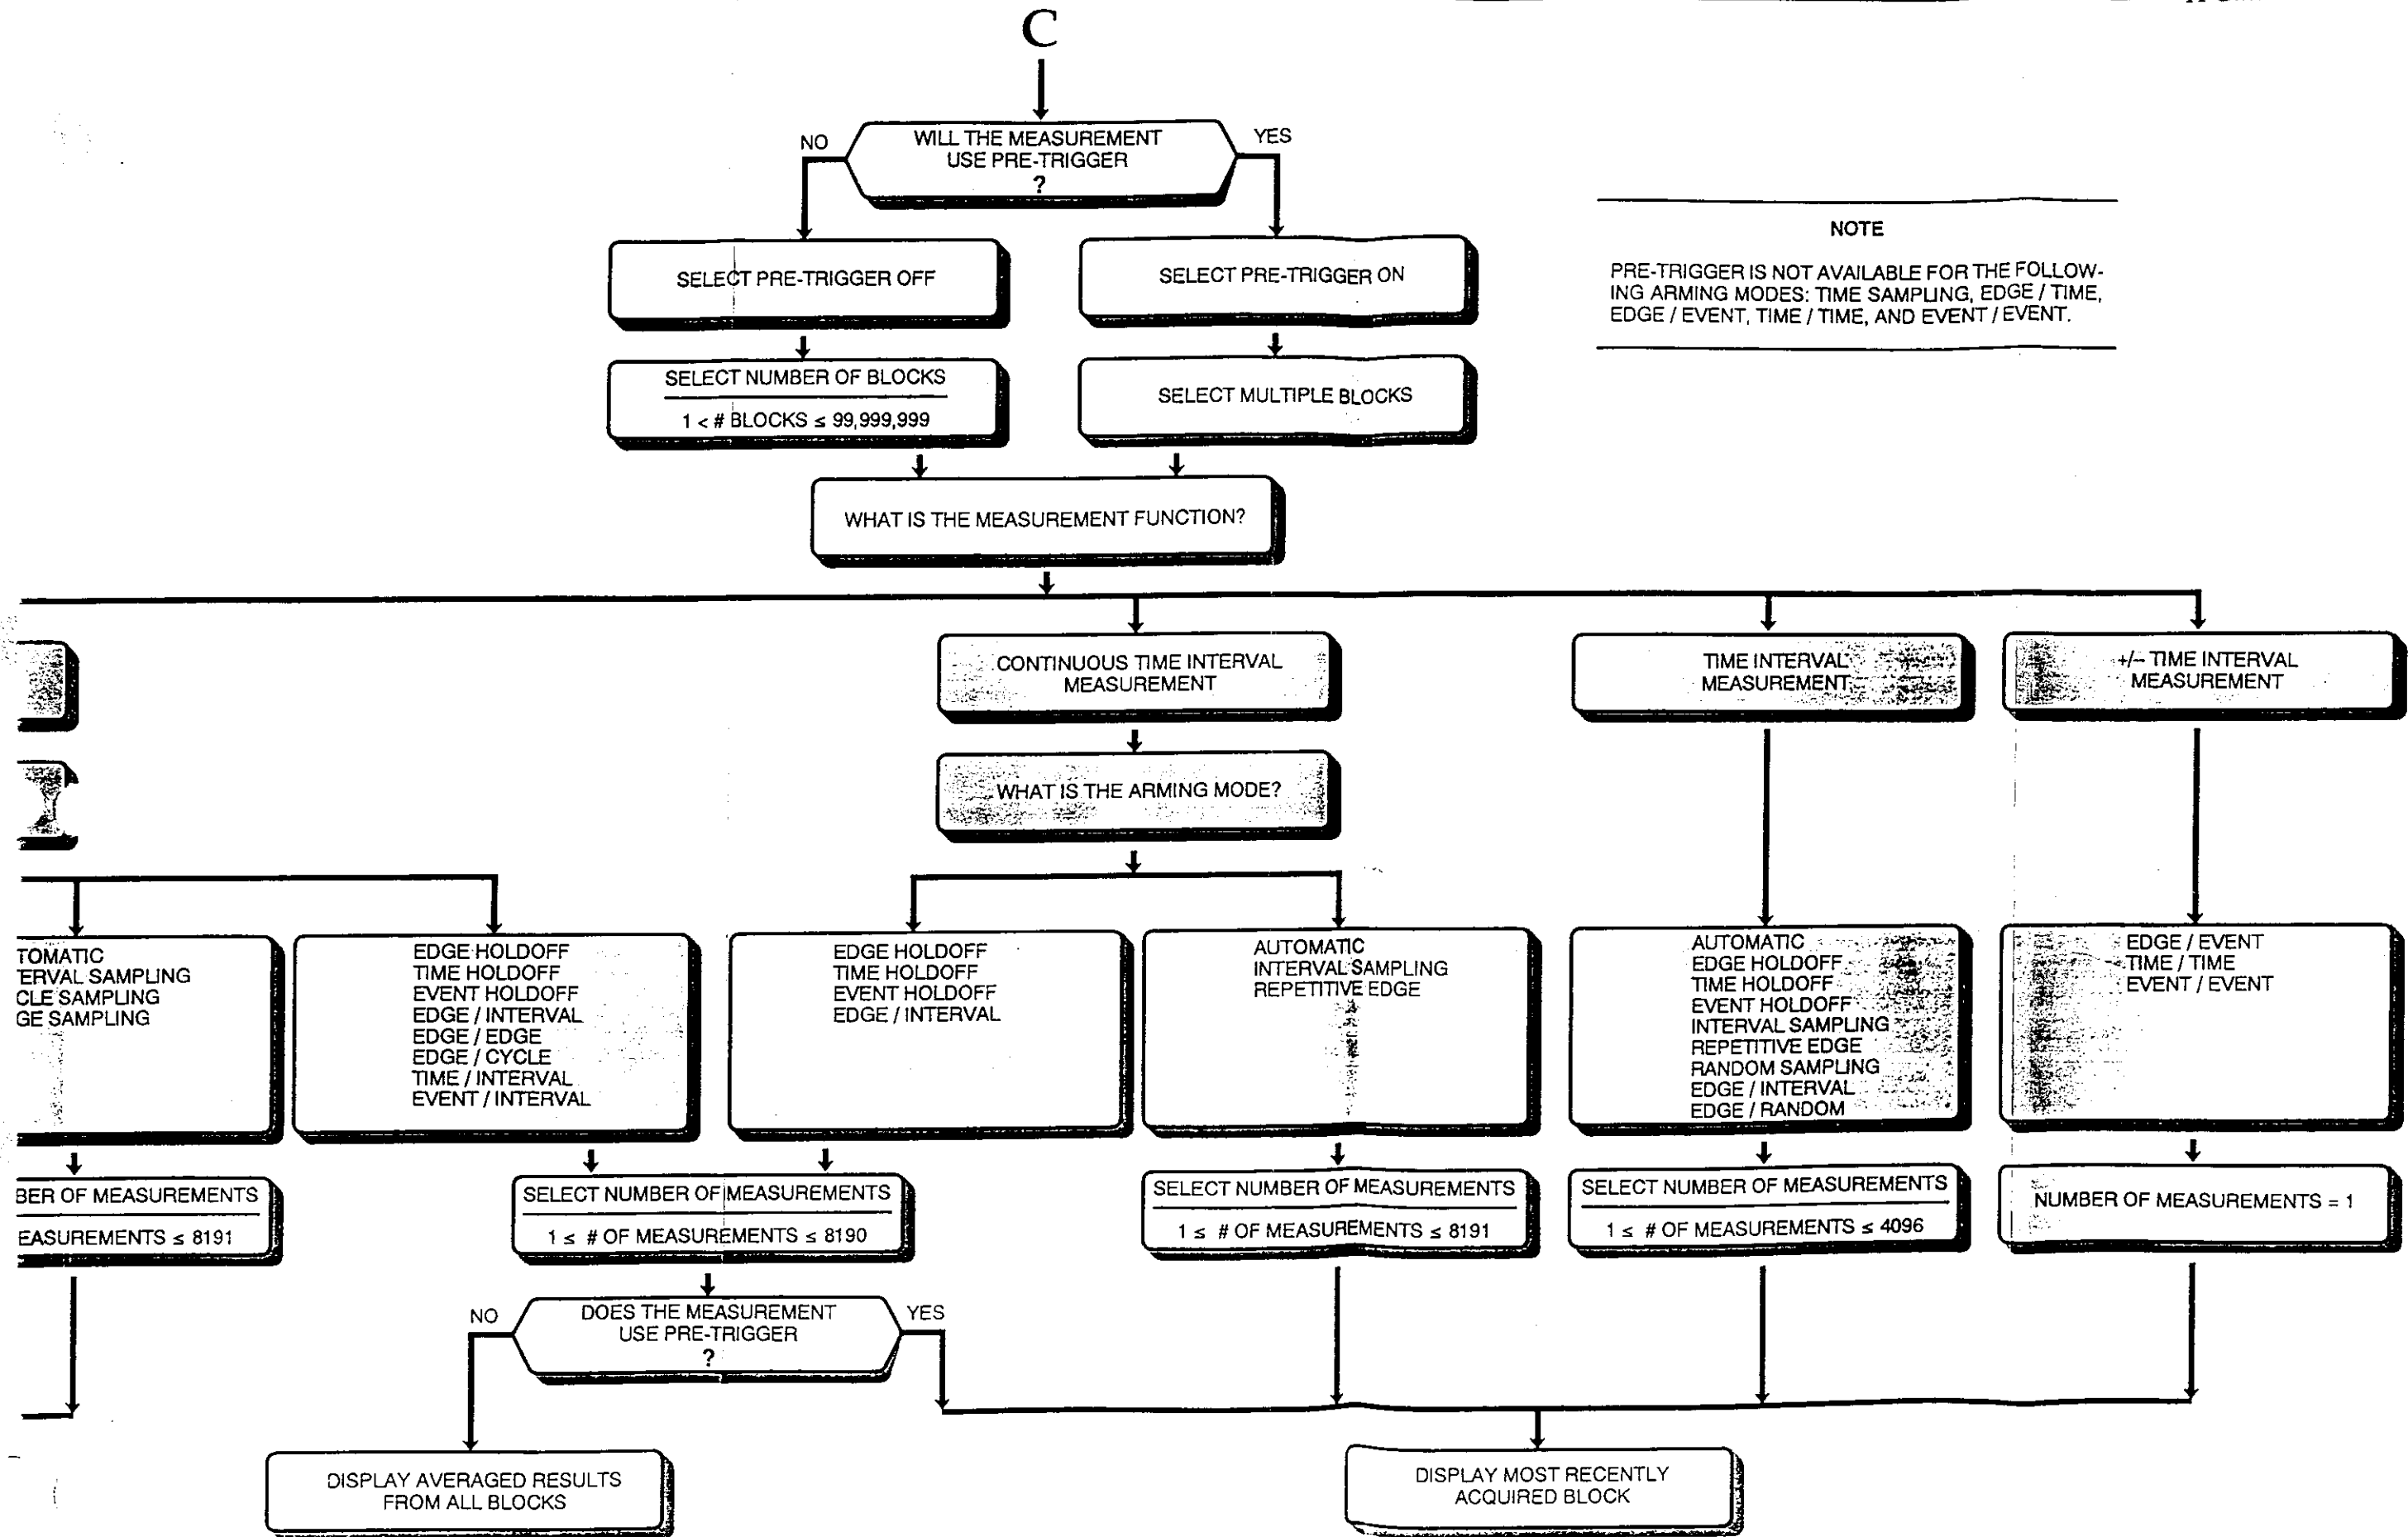 C
WILL THE MEASUREMENT
USE PRE-TRIGGER
?
NO
YES
SELECT PRE-TRIGGER OFF
SELECT PRE-TRIGGER ON
NOTE
PRE-TRIGGER IS NOT AVAILABLE FOR THE FOLLOW-
ING ARMING MODES: TIME SAMPLING, EDGE / TIME,
EDGE / EVENT, TIME / TIME, AND EVENT / EVENT.
SELECT NUMBER OF BLOCKS
1 < # BLOCKS ≤ 99,999,999
SELECT MULTIPLE BLOCKS
WHAT IS THE MEASUREMENT FUNCTION?
CONTINUOUS TIME INTERVAL
MEASUREMENT
TIME INTERVAL
MEASUREMENT
+/– TIME INTERVAL
MEASUREMENT
WHAT IS THE ARMING MODE?
TOMATIC
ERVAL SAMPLING
CLE SAMPLING
GE SAMPLING
EDGE HOLDOFF
TIME HOLDOFF
EVENT HOLDOFF
EDGE / INTERVAL
EDGE / EDGE
EDGE / CYCLE
TIME / INTERVAL
EVENT / INTERVAL
EDGE HOLDOFF
TIME HOLDOFF
EVENT HOLDOFF
EDGE / INTERVAL
AUTOMATIC
INTERVAL SAMPLING
REPETITIVE EDGE
AUTOMATIC
EDGE HOLDOFF
TIME HOLDOFF
EVENT HOLDOFF
INTERVAL SAMPLING
REPETITIVE EDGE
RANDOM SAMPLING
EDGE / INTERVAL
EDGE / RANDOM
EDGE / EVENT
TIME / TIME
EVENT / EVENT
BER OF MEASUREMENTS
EASUREMENTS ≤ 8191
SELECT NUMBER OF MEASUREMENTS
1 ≤ # OF MEASUREMENTS ≤ 8190
SELECT NUMBER OF MEASUREMENTS
1 ≤ # OF MEASUREMENTS ≤ 8191
SELECT NUMBER OF MEASUREMENTS
1 ≤ # OF MEASUREMENTS ≤ 4096
NUMBER OF MEASUREMENTS = 1
DOES THE MEASUREMENT
USE PRE-TRIGGER
?
NO
YES
DISPLAY AVERAGED RESULTS
FROM ALL BLOCKS
DISPLAY MOST RECENTLY
ACQUIRED BLOCK